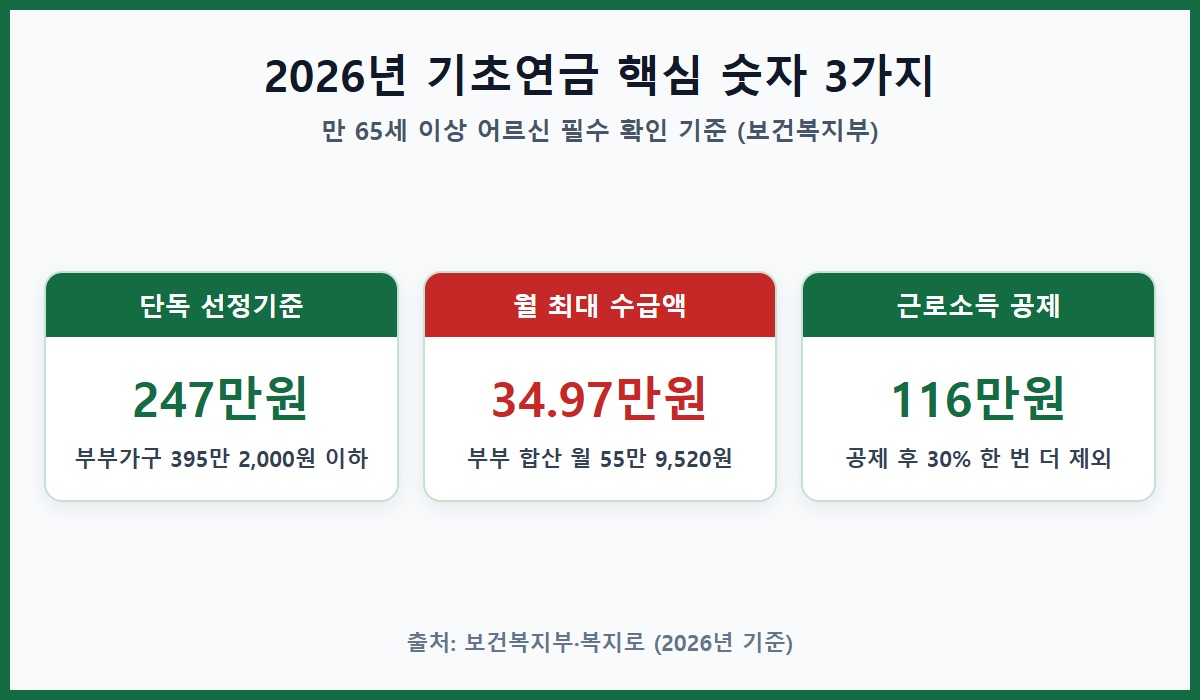 2026년 기초연금 핵심 숫자 3가지
만 65세 이상 어르신 필수 확인 기준 (보건복지부)
단독 선정기준
247만원
부부가구 395만 2,000원 이하
월 최대 수급액
34.97만원
부부 합산 월 55만 9,520원
근로소득 공제
116만원
공제 후 30% 한 번 더 제외
출처: 보건복지부·복지로 (2026년 기준)